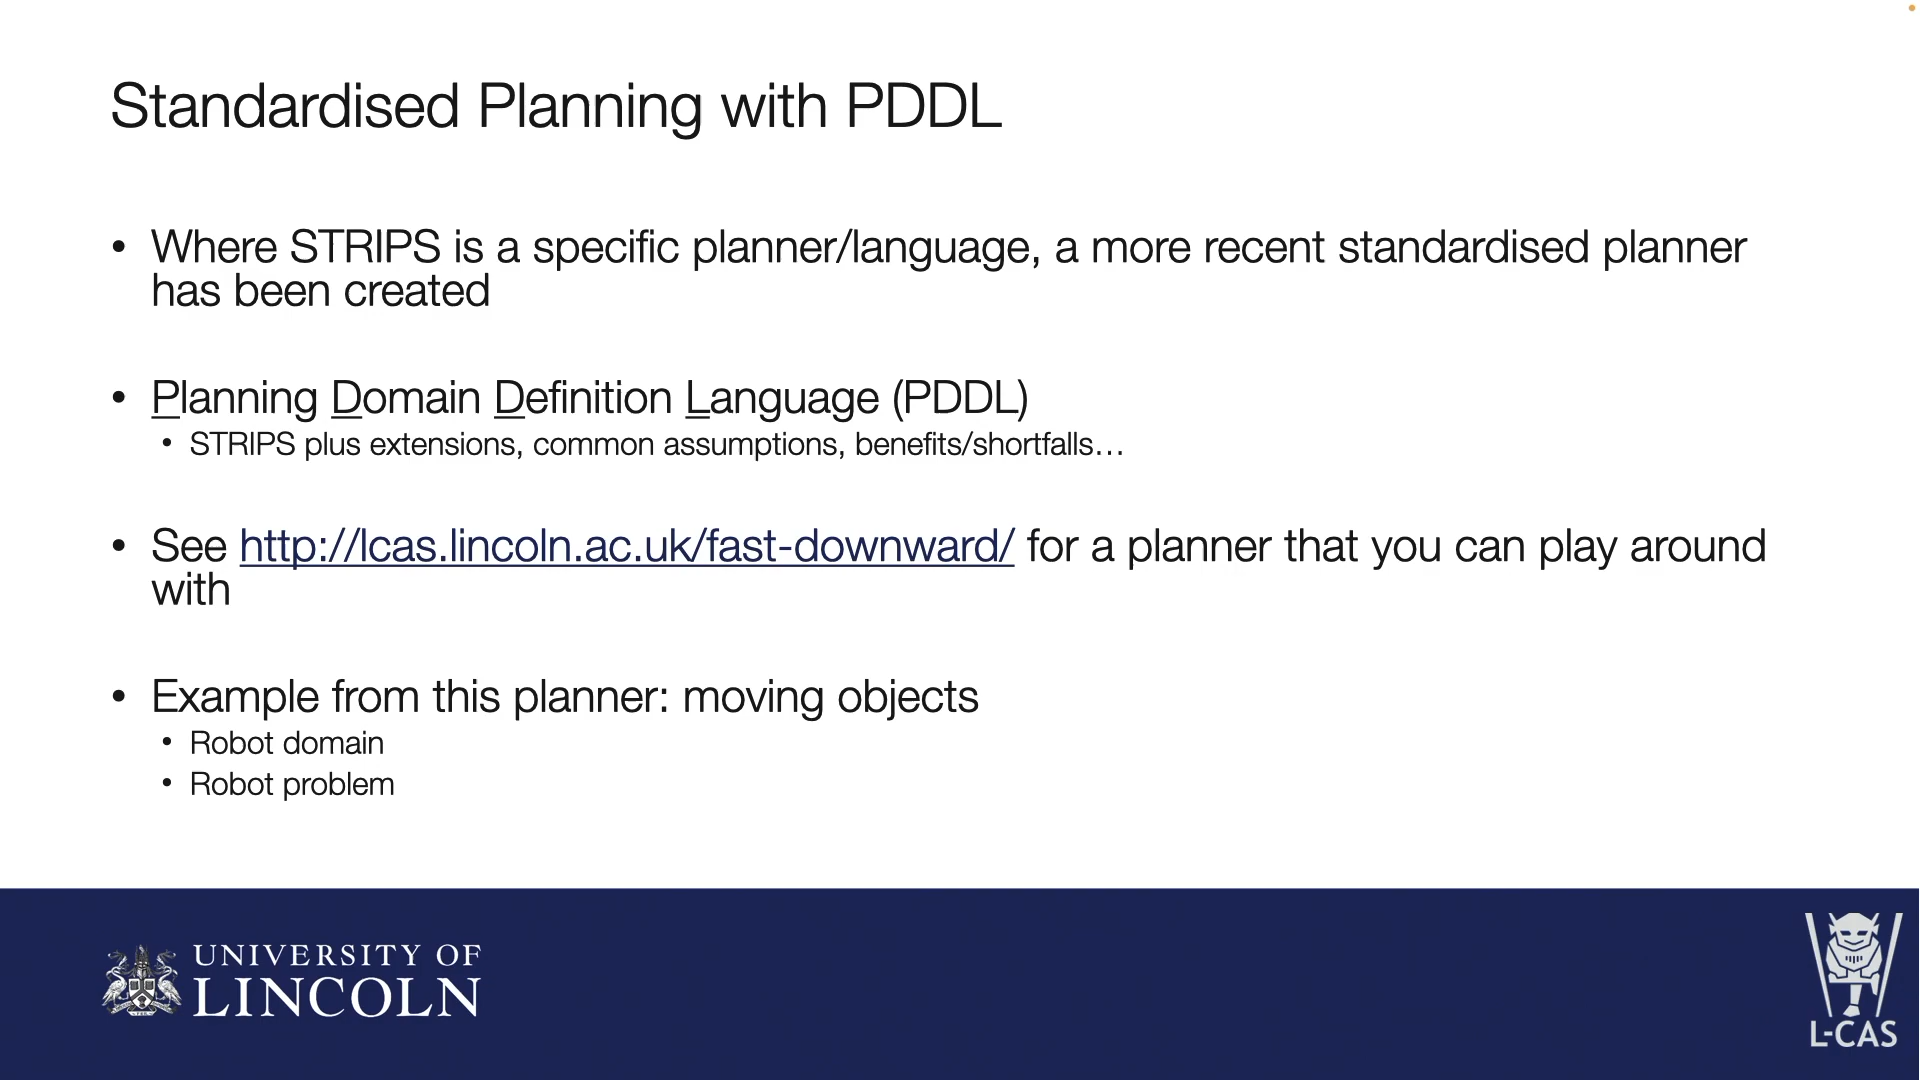 Standardised Planning with PDDL
• Where STRIPS is a specific planner/language, a more recent standardised planner
has been created
• Planning Domain Definition Language (PDDL)
• STRIPS plus extensions, common assumptions, benefits/shortfalls…
• See http://lcas.lincoln.ac.uk/fast-downward/ for a planner that you can play around
with
• Example from this planner: moving objects
• Robot domain
• Robot problem
UNIVERSITY OF
LINCOLN
L-CAS